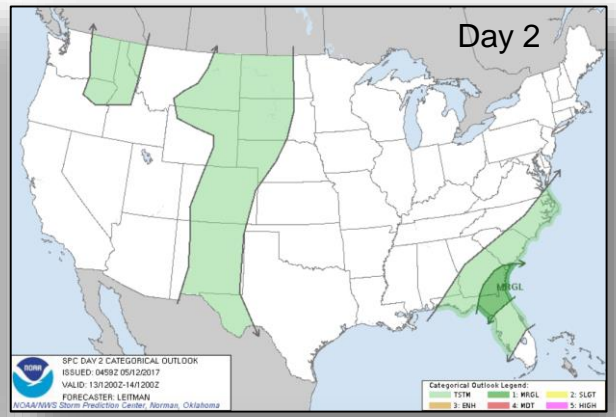 Day 2
MRGL
NOAA
SPC DAY 2 CATEGORICAL OUTLOOK
ISSUED: 0459Z 05/12/2017
VALID: 13/1200Z-14/1200Z
FORECASTER: LEITMAN
NOAA/NWS Storm Prediction Center, Norman, Oklahoma
Categorical Outlook Legend:
TSTM 1: MRGL 2: SLGT
3: ENH 4: MDT 5: HIGH